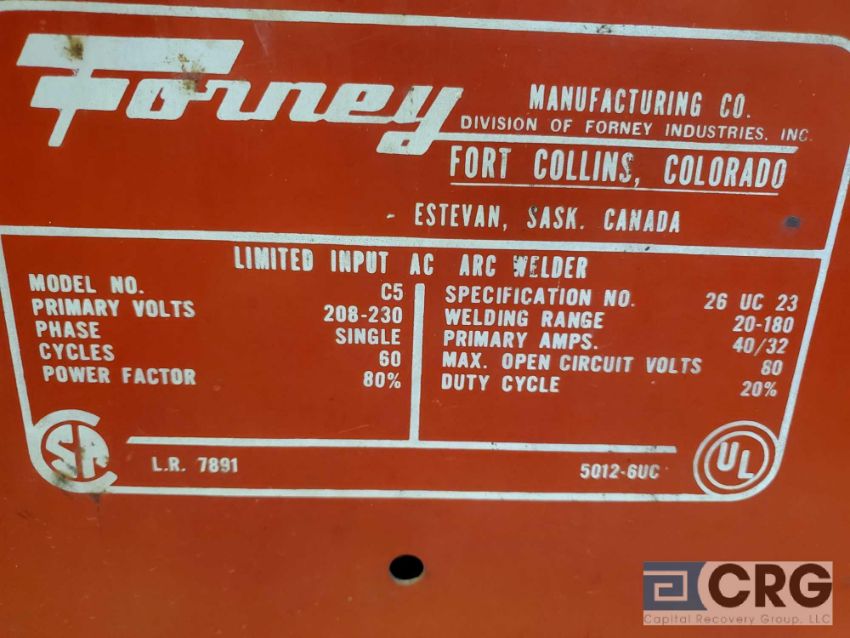 Forney
MANUFACTURING CO.
DIVISION OF FORNEY INDUSTRIES, INC.
FORT COLLINS, COLORADO
ESTEVAN, SASK. CANADA
LIMITED INPUT AC ARC WELDER
MODEL NO. C5
PRIMARY VOLTS 208-230
PHASE SINGLE
CYCLES 60
POWER FACTOR 80%
SPECIFICATION NO. 26 UC 23
WELDING RANGE 20-180
PRIMARY AMPS. 40/32
MAX. OPEN CIRCUIT VOLTS 80
DUTY CYCLE 20%
SA
L.R. 7891
5012-6UC
UL
CRG
Capital Recovery Group, LLC